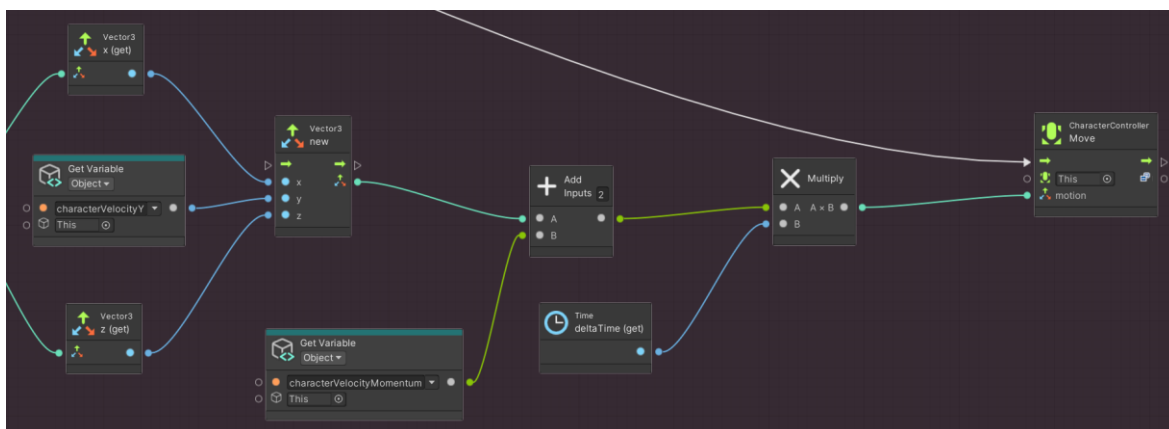 Vector3
x (get)
Get Variable
Object
characterVelocityY
This
Vector3
new
x
y
z
Vector3
z (get)
Get Variable
Object
characterVelocityMomentum
This
Add
Inputs 2
A
B
Time
deltaTime (get)
Multiply
A A × B
B
CharacterController
Move
This
motion